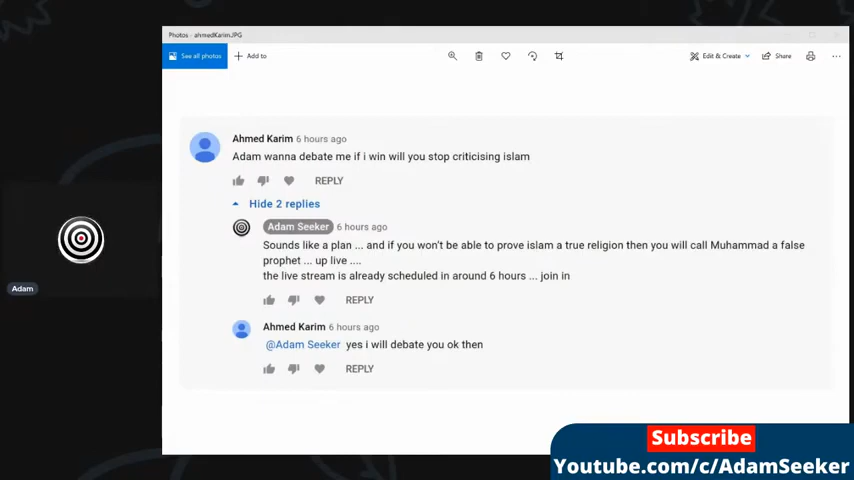 Photos - ahmedKarim.JPG
See all photos
Add to
Edit & Create
Share
Ahmed Karim 6 hours ago
Adam wanna debate me if i win will you stop criticising islam
REPLY
Hide 2 replies
Adam Seeker 6 hours ago
Sounds like a plan ... and if you won't be able to prove islam a true religion then you will call Muhammad a false
prophet ... up live ....
the live stream is already scheduled in around 6 hours ... join in
REPLY
Adam
Ahmed Karim 6 hours ago
@Adam Seeker yes i will debate you ok then
REPLY
Subscribe
Youtube.com/c/AdamSeeker